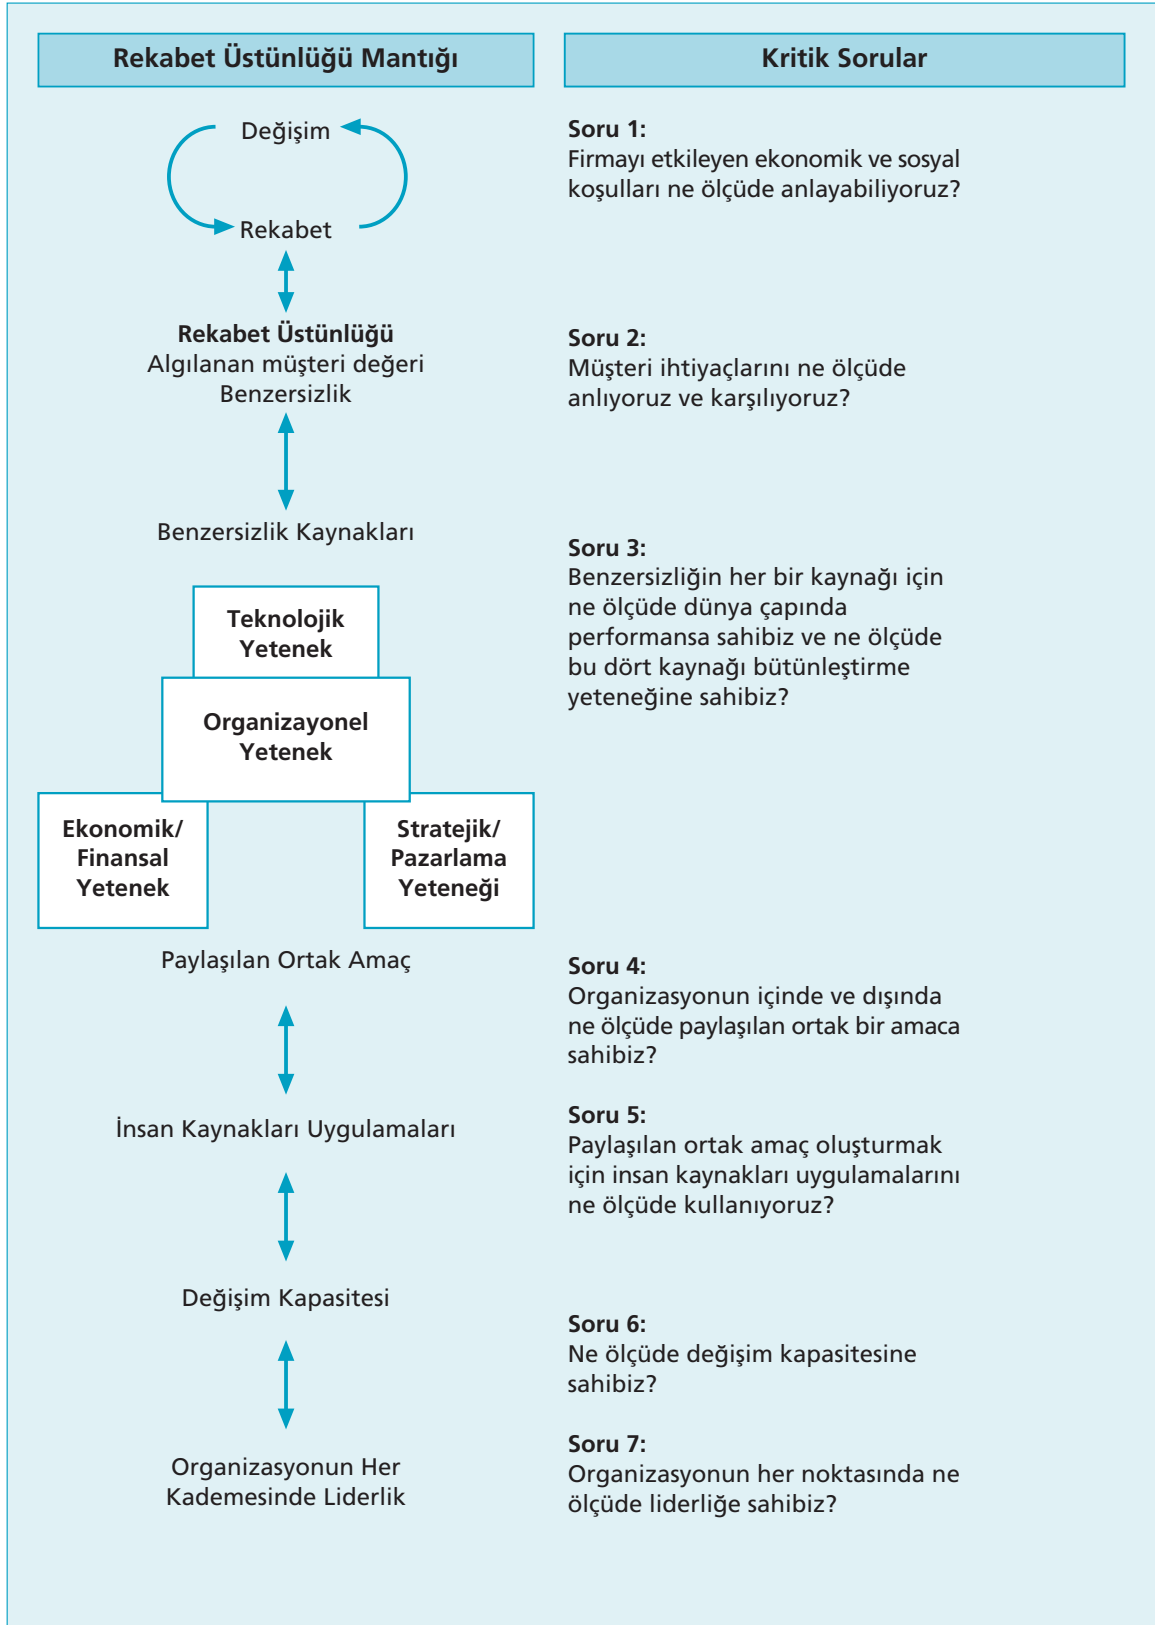 Rekabet Üstünlüğü Mantığı
Değişim
Rekabet
Rekabet Üstünlüğü
Algılanan müşteri değeri
Benzersizlik
Benzersizlik Kaynakları
Teknolojik
Yetenek
Organizayonel
Yetenek
Ekonomik/
Finansal
Yetenek
Stratejik/
Pazarlama
Yeteneği
Paylaşılan Ortak Amaç
İnsan Kaynakları Uygulamaları
Değişim Kapasitesi
Organizasyonun Her
Kademesinde Liderlik
Kritik Sorular
Soru 1:
Firmayı etkileyen ekonomik ve sosyal
koşulları ne ölçüde anlayabiliyoruz?
Soru 2:
Müşteri ihtiyaçlarını ne ölçüde
anlıyoruz ve karşılıyoruz?
Soru 3:
Benzersizliğin her bir kaynağı için
ne ölçüde dünya çapında
performansa sahibiz ve ne ölçüde
bu dört kaynağı bütünleştirme
yeteneğine sahibiz?
Soru 4:
Organizasyonun içinde ve dışında
ne ölçüde paylaşılan ortak bir amaca
sahibiz?
Soru 5:
Paylaşılan ortak amaç oluşturmak
için insan kaynakları uygulamalarını
ne ölçüde kullanıyoruz?
Soru 6:
Ne ölçüde değişim kapasitesine
sahibiz?
Soru 7:
Organizasyonun her noktasında ne
ölçüde liderliğe sahibiz?